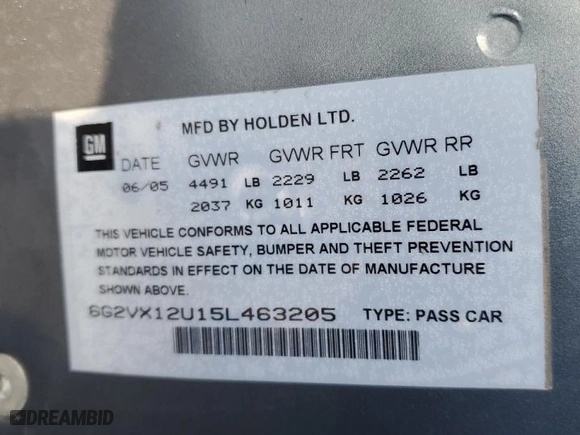 GM
MFD BY HOLDEN LTD.
DATE GVWR GVWR FRT GVWR RR
06/05 4491 LB 2229 LB 2262 LB
2037 KG 1011 KG 1026 KG
THIS VEHICLE CONFORMS TO ALL APPLICABLE FEDERAL
MOTOR VEHICLE SAFETY, BUMPER AND THEFT PREVENTION
STANDARDS IN EFFECT ON THE DATE OF MANUFACTURE
SHOWN ABOVE.
6G2VX12U15L463205 TYPE: PASS CAR
DREAMBID